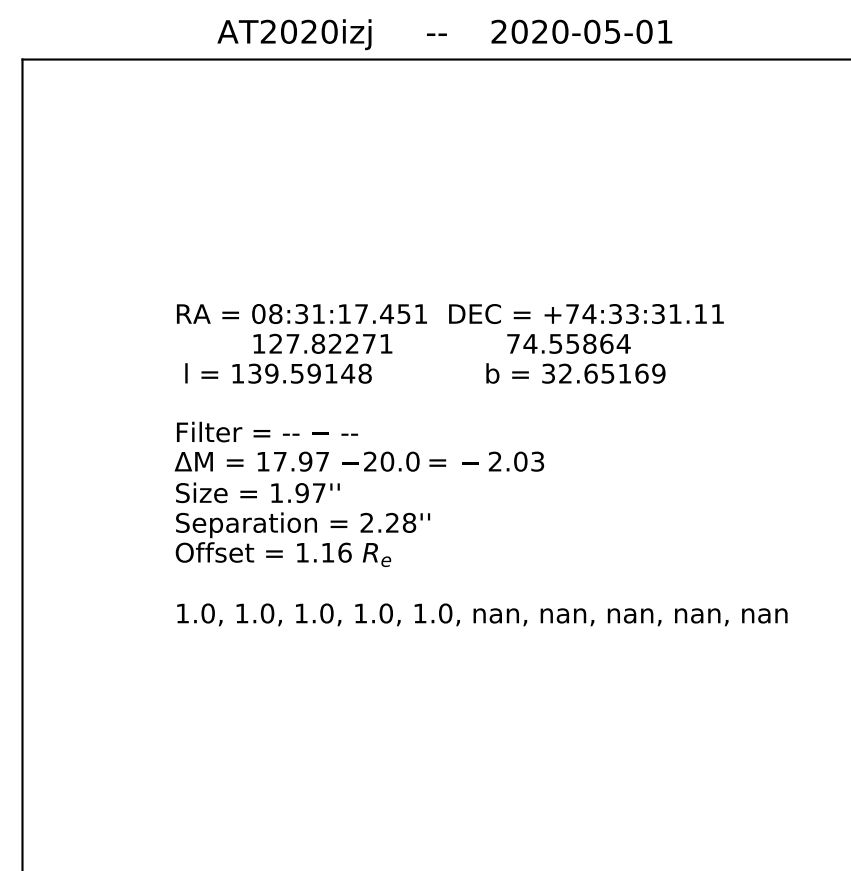 AT2020izj -- 2020-05-01
RA = 08:31:17.451 DEC = +74:33:31.11
127.82271 74.55864
l = 139.59148 b = 32.65169
Filter = -- − --
ΔM = 17.97 −20.0 = − 2.03
Size = 1.97''
Separation = 2.28''
Offset = 1.16 Re
1.0, 1.0, 1.0, 1.0, 1.0, nan, nan, nan, nan, nan